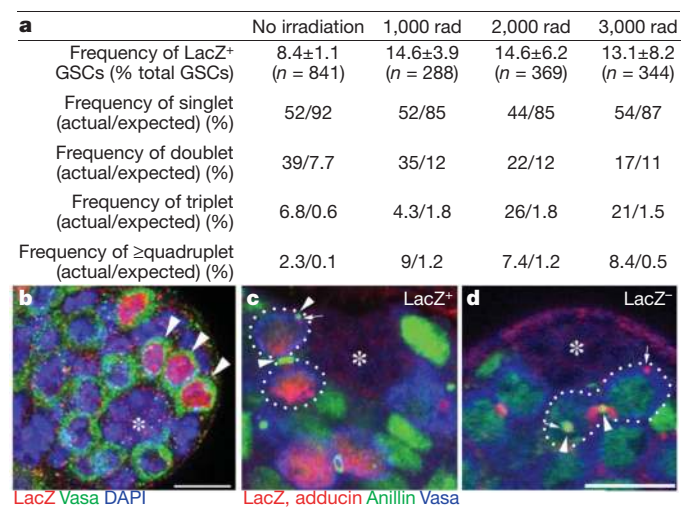 a No irradiation 1,000 rad 2,000 rad 3,000 rad
Frequency of LacZ⁺ 8.4±1.1 14.6±3.9 14.6±6.2 13.1±8.2
GSCs (% total GSCs) (n = 841) (n = 288) (n = 369) (n = 344)
Frequency of singlet
(actual/expected) (%) 52/92 52/85 44/85 54/87
Frequency of doublet
(actual/expected) (%) 39/7.7 35/12 22/12 17/11
Frequency of triplet
(actual/expected) (%) 6.8/0.6 4.3/1.8 26/1.8 21/1.5
Frequency of ≥quadruplet
(actual/expected) (%) 2.3/0.1 9/1.2 7.4/1.2 8.4/0.5
b c LacZ⁺ d LacZ⁻
* * *
LacZ Vasa DAPI LacZ, adducin Anillin Vasa